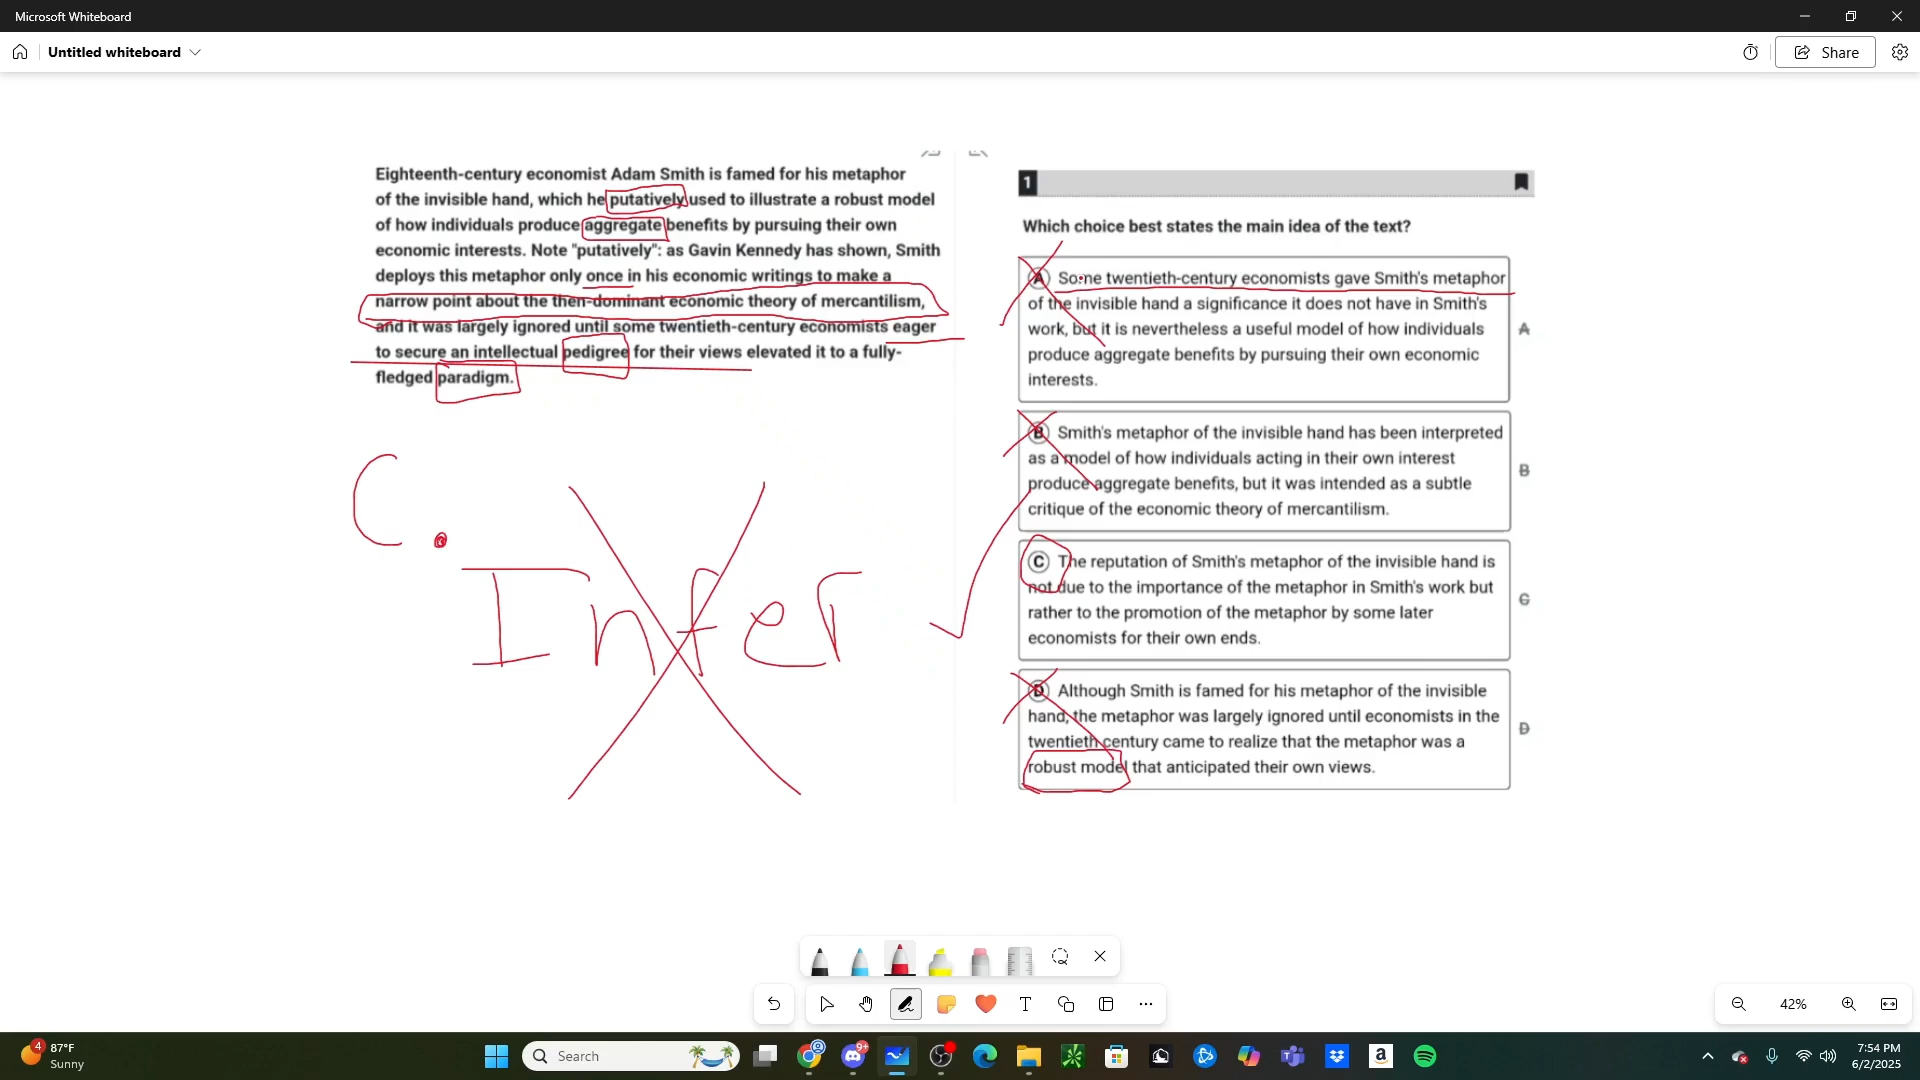 Microsoft Whiteboard
Untitled whiteboard
Share
Eighteenth-century economist Adam Smith is famed for his metaphor
of the invisible hand, which he putatively used to illustrate a robust model
of how individuals produce aggregate benefits by pursuing their own
economic interests. Note "putatively": as Gavin Kennedy has shown, Smith
deploys this metaphor only once in his economic writings to make a
narrow point about the then-dominant economic theory of mercantilism,
and it was largely ignored until some twentieth-century economists eager
to secure an intellectual pedigree for their views elevated it to a fully-
fledged paradigm.
C.
Infer
1
Which choice best states the main idea of the text?
A Some twentieth-century economists gave Smith's metaphor
of the invisible hand a significance it does not have in Smith's
work, but it is nevertheless a useful model of how individuals
produce aggregate benefits by pursuing their own economic
interests.
A
B Smith's metaphor of the invisible hand has been interpreted
as a model of how individuals acting in their own interest
produce aggregate benefits, but it was intended as a subtle
critique of the economic theory of mercantilism.
B
C The reputation of Smith's metaphor of the invisible hand is
not due to the importance of the metaphor in Smith's work but
rather to the promotion of the metaphor by some later
economists for their own ends.
C
D Although Smith is famed for his metaphor of the invisible
hand, the metaphor was largely ignored until economists in the
twentieth century came to realize that the metaphor was a
robust model that anticipated their own views.
D
T
42%
4
87°F
Sunny
Search
9+
a
7:54 PM
6/2/2025